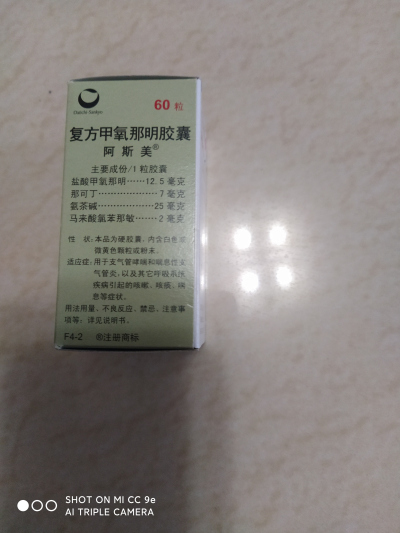 Daiichi-Sankyo
60 粒
复方甲氧那明胶囊
阿斯美®
主要成份/1 粒胶囊
盐酸甲氧那明……12.5 毫克
那可丁………………7 毫克
氨茶碱………………25 毫克
马来酸氯苯那敏……2 毫克
性 状:本品为硬胶囊,内含白色或
微黄色颗粒或粉末。
适应症:用于支气管哮喘和喘息性支
气管炎,以及其它呼吸系统
疾病引起的咳嗽、咳痰、喘
息等症状。
用法用量、不良反应、禁忌、注意事
项等:详见说明书。
F4-2 ®注册商标
SHOT ON MI CC 9e
AI TRIPLE CAMERA